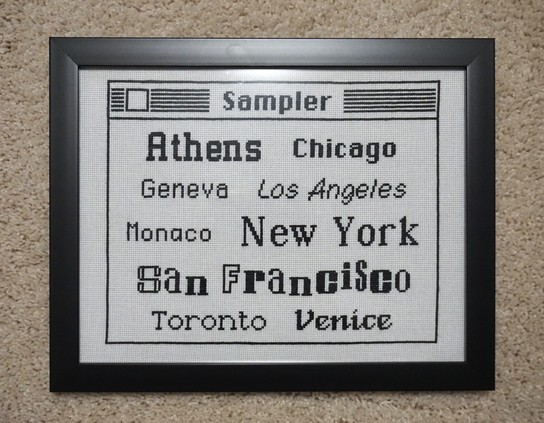 Sampler
Athens Chicago
Geneva Los Angeles
Monaco New York
San Francisco
Toronto Venice